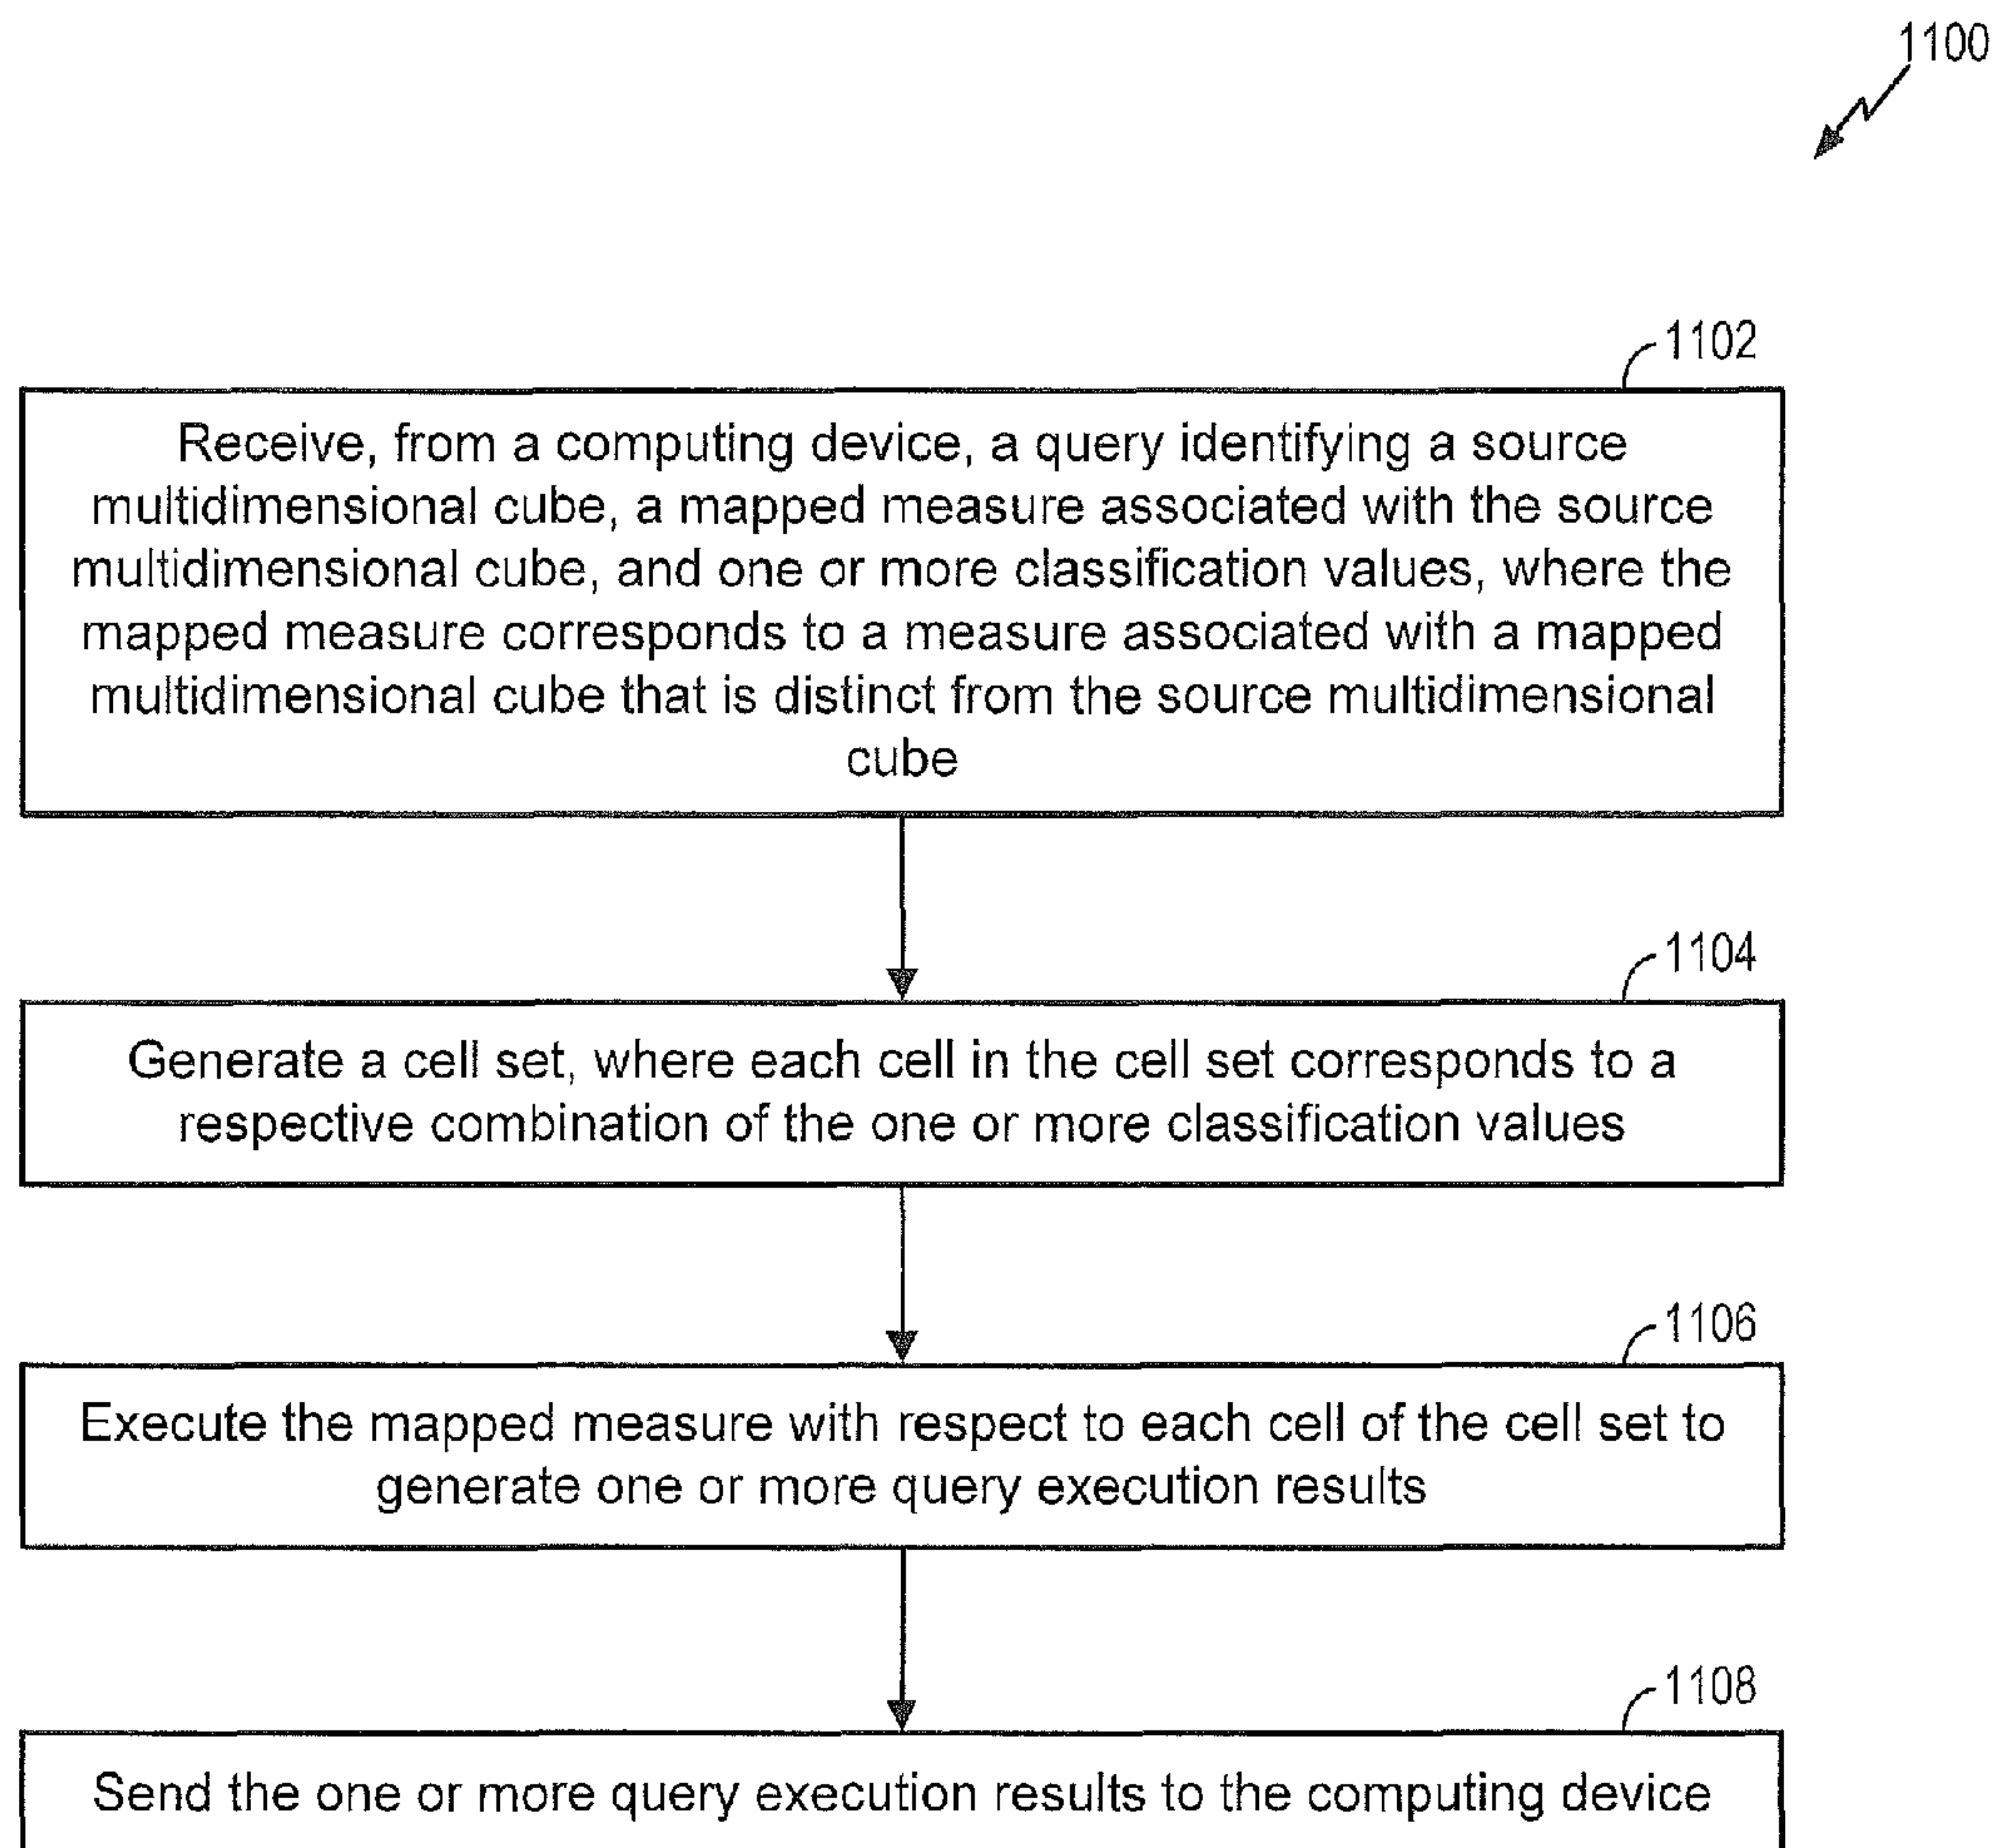 1100
1102
Receive, from a computing device, a query identifying a source
multidimensional cube, a mapped measure associated with the source
multidimensional cube, and one or more classification values, where the
mapped measure corresponds to a measure associated with a mapped
multidimensional cube that is distinct from the source multidimensional
cube
1104
Generate a cell set, where each cell in the cell set corresponds to a
respective combination of the one or more classification values
1106
Execute the mapped measure with respect to each cell of the cell set to
generate one or more query execution results
1108
Send the one or more query execution results to the computing device